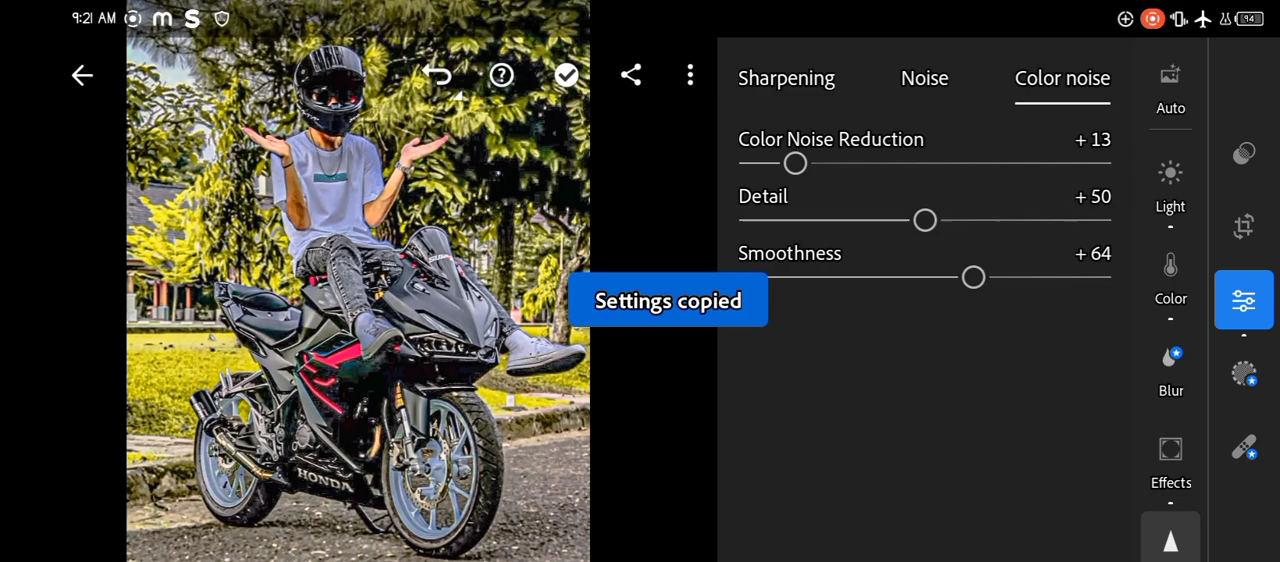 9:21 AM
94
Sharpening Noise Color noise
Auto
Color Noise Reduction + 13
Detail + 50
Light
Smoothness + 64
Color
Settings copied
Blur
HONDA
Effects